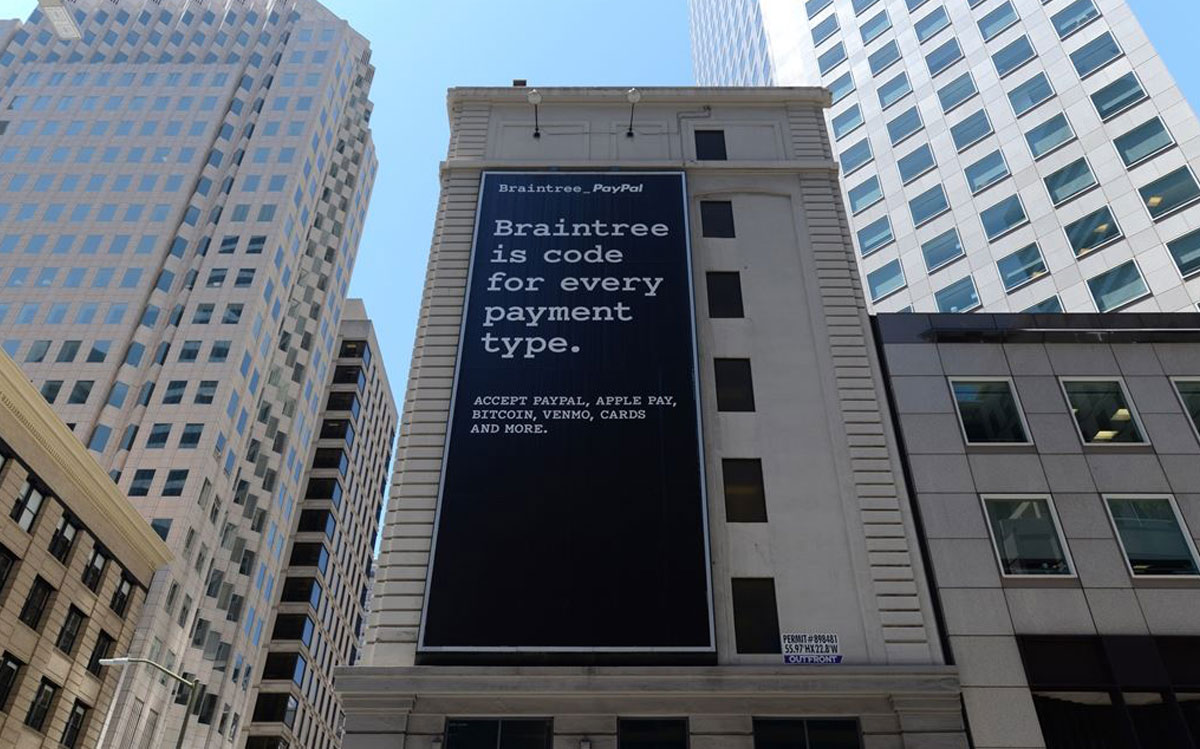 Braintree_PayPal
Braintree
is code
for every
payment
type.
ACCEPT PAYPAL, APPLE PAY,
BITCOIN, VENMO, CARDS
AND MORE.
PERMIT#898481
55.97'HX22.8'W
OUTFRONT